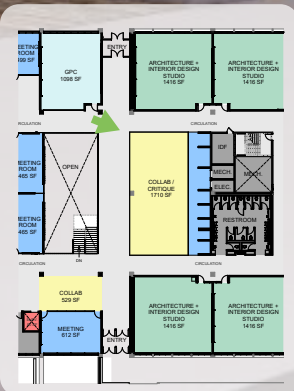 MEETING
ROOM
499 SF
GPC
1098 SF
ENTRY
ARCHITECTURE +
INTERIOR DESIGN
STUDIO
1416 SF
ARCHITECTURE +
INTERIOR DESIGN
STUDIO
1416 SF
CIRCULATION
CIRCULATION
MEETING
ROOM
465 SF
OPEN
COLLAB /
CRITIQUE
1710 SF
IDF
MECH.
MECH.
ELEC.
MEETING
ROOM
465 SF
RESTROOM
DN
CIRCULATION
CIRCULATION
COLLAB
529 SF
MEETING
612 SF
ENTRY
ARCHITECTURE +
INTERIOR DESIGN
STUDIO
1416 SF
ARCHITECTURE +
INTERIOR DESIGN
STUDIO
1416 SF